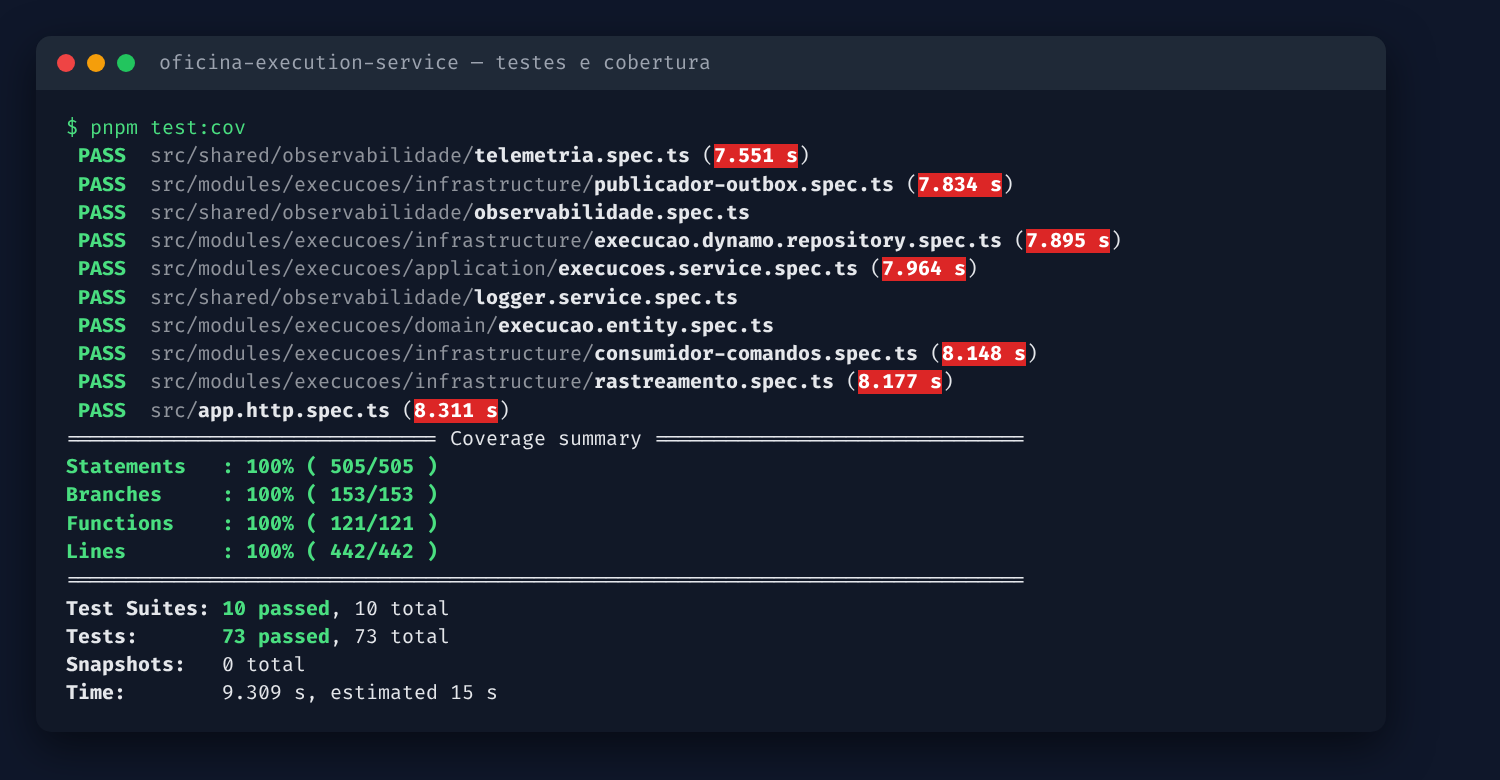 oficina-execution-service — testes e cobertura
$ pnpm test:cov
PASS  src/shared/observabilidade/telemetria.spec.ts (7.551 s)
PASS  src/modules/execucoes/infrastructure/publicador-outbox.spec.ts (7.834 s)
PASS  src/shared/observabilidade/observabilidade.spec.ts
PASS  src/modules/execucoes/infrastructure/execucao.dynamo.repository.spec.ts (7.895 s)
PASS  src/modules/execucoes/application/execucoes.service.spec.ts (7.964 s)
PASS  src/shared/observabilidade/logger.service.spec.ts
PASS  src/modules/execucoes/domain/execucao.entity.spec.ts
PASS  src/modules/execucoes/infrastructure/consumidor-comandos.spec.ts (8.148 s)
PASS  src/modules/execucoes/infrastructure/rastreamento.spec.ts (8.177 s)
PASS  src/app.http.spec.ts (8.311 s)
=============================== Coverage summary ===============================
Statements   : 100% ( 505/505 )
Branches     : 100% ( 153/153 )
Functions    : 100% ( 121/121 )
Lines        : 100% ( 442/442 )
================================================================================
Test Suites: 10 passed, 10 total
Tests:       73 passed, 73 total
Snapshots:   0 total
Time:        9.309 s, estimated 15 s